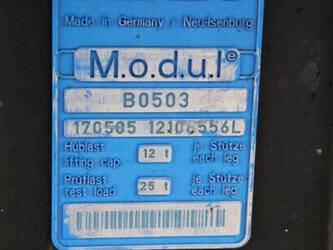 Made in Germany / Neu-Isenburg
M.o.d.u.l®
B0503
170505 12106556L
Hublast 12 t je Stütze
lifting cap. each leg
Prüflast 25 t je Stütze
test load each leg